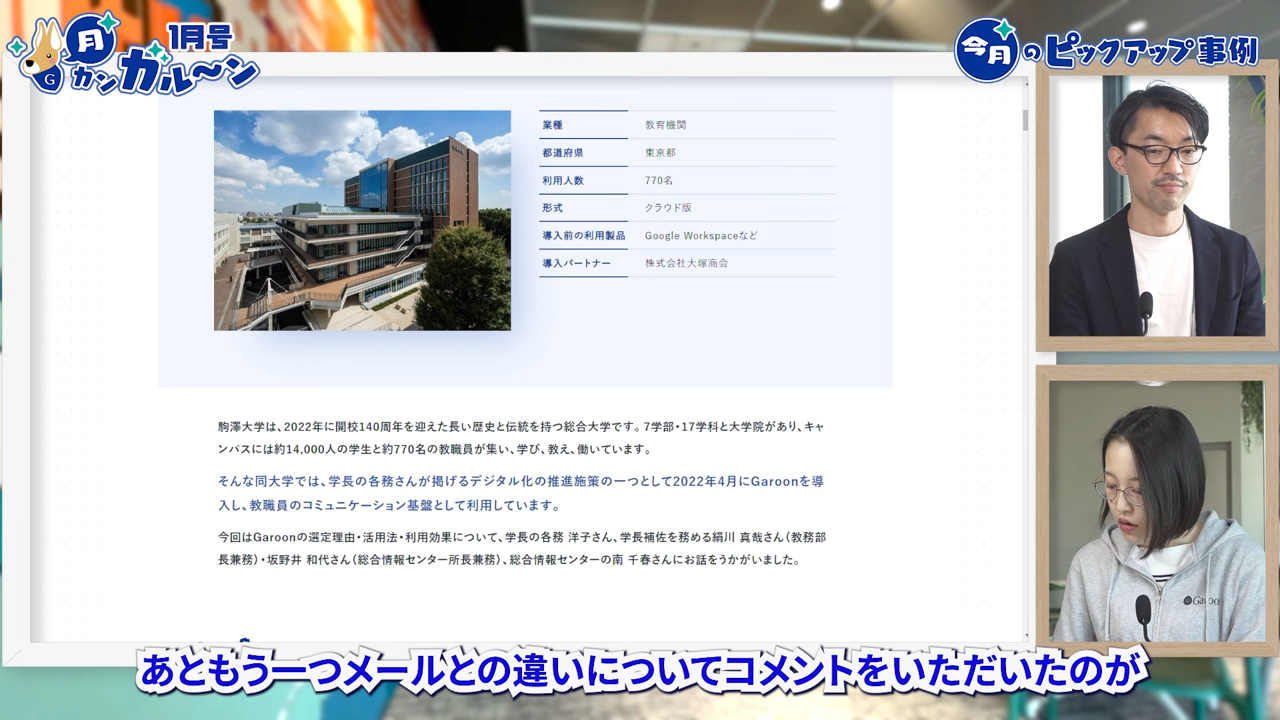 月
1月号
G
カンガル〜ン
今月のピックアップ事例
業種 教育機関
都道府県 東京都
利用人数 770名
形式 クラウド版
導入前の利用製品 Google Workspaceなど
導入パートナー 株式会社大塚商会
駒澤大学は、2022年に開校140周年を迎えた長い歴史と伝統を持つ総合大学です。7学部・17学科と大学院があり、キャ
ンパスには約14,000人の学生と約770名の教職員が集い、学び、教え、働いています。
そんな同大学では、学長の各務さんが掲げるデジタル化の推進施策の一つとして2022年4月にGaroonを導
入し、教職員のコミュニケーション基盤として利用しています。
今回はGaroonの選定理由・活用法・利用効果について、学長の各務 洋子さん、学長補佐を務める絹川 真哉さん（教務部
長兼務）・坂野井 和代さん（総合情報センター所長兼務）、総合情報センターの南 千春さんにお話をうかがいました。
Garoon
あともう一つメールとの違いについてコメントをいただいたのが